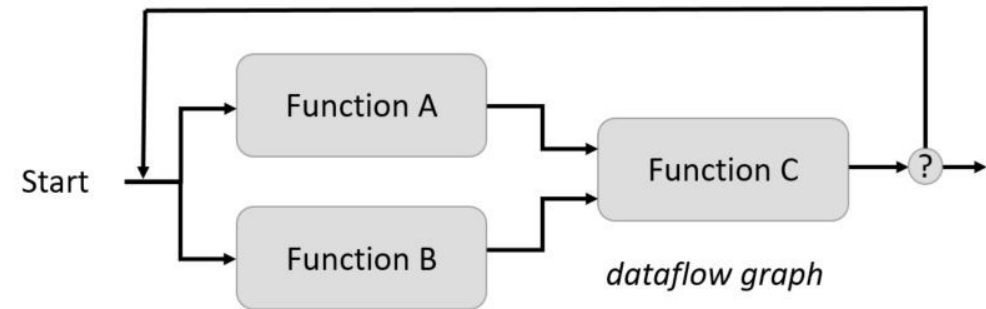 Function A
Start
Function B
Function C
?
dataflow graph